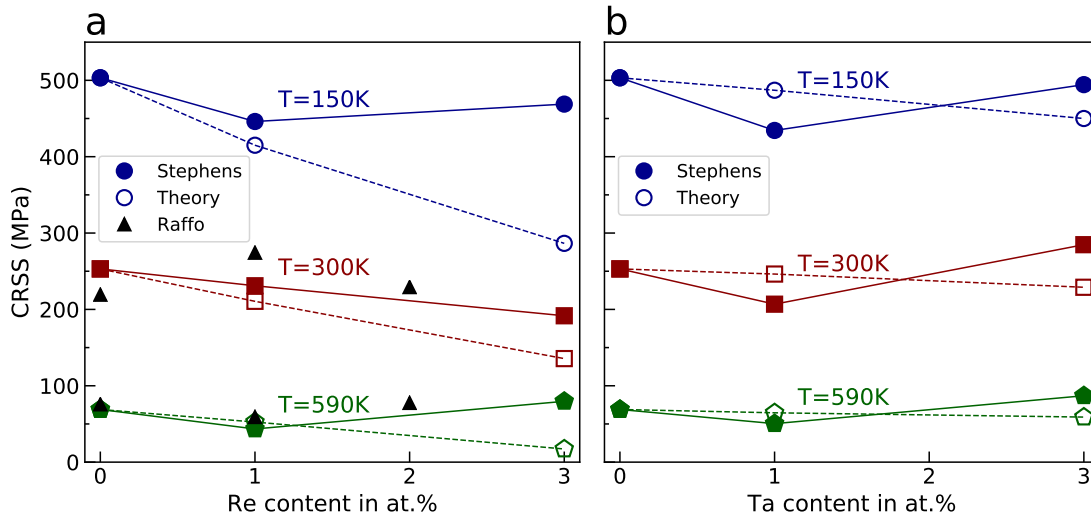 a
CRSS (MPa)
500
400
300
200
100
0
T=150K
Stephens
Theory
Raffo
T=300K
T=590K
0 1 2 3
Re content in at.%
b
T=150K
Stephens
Theory
T=300K
T=590K
0 1 2 3
Ta content in at.%